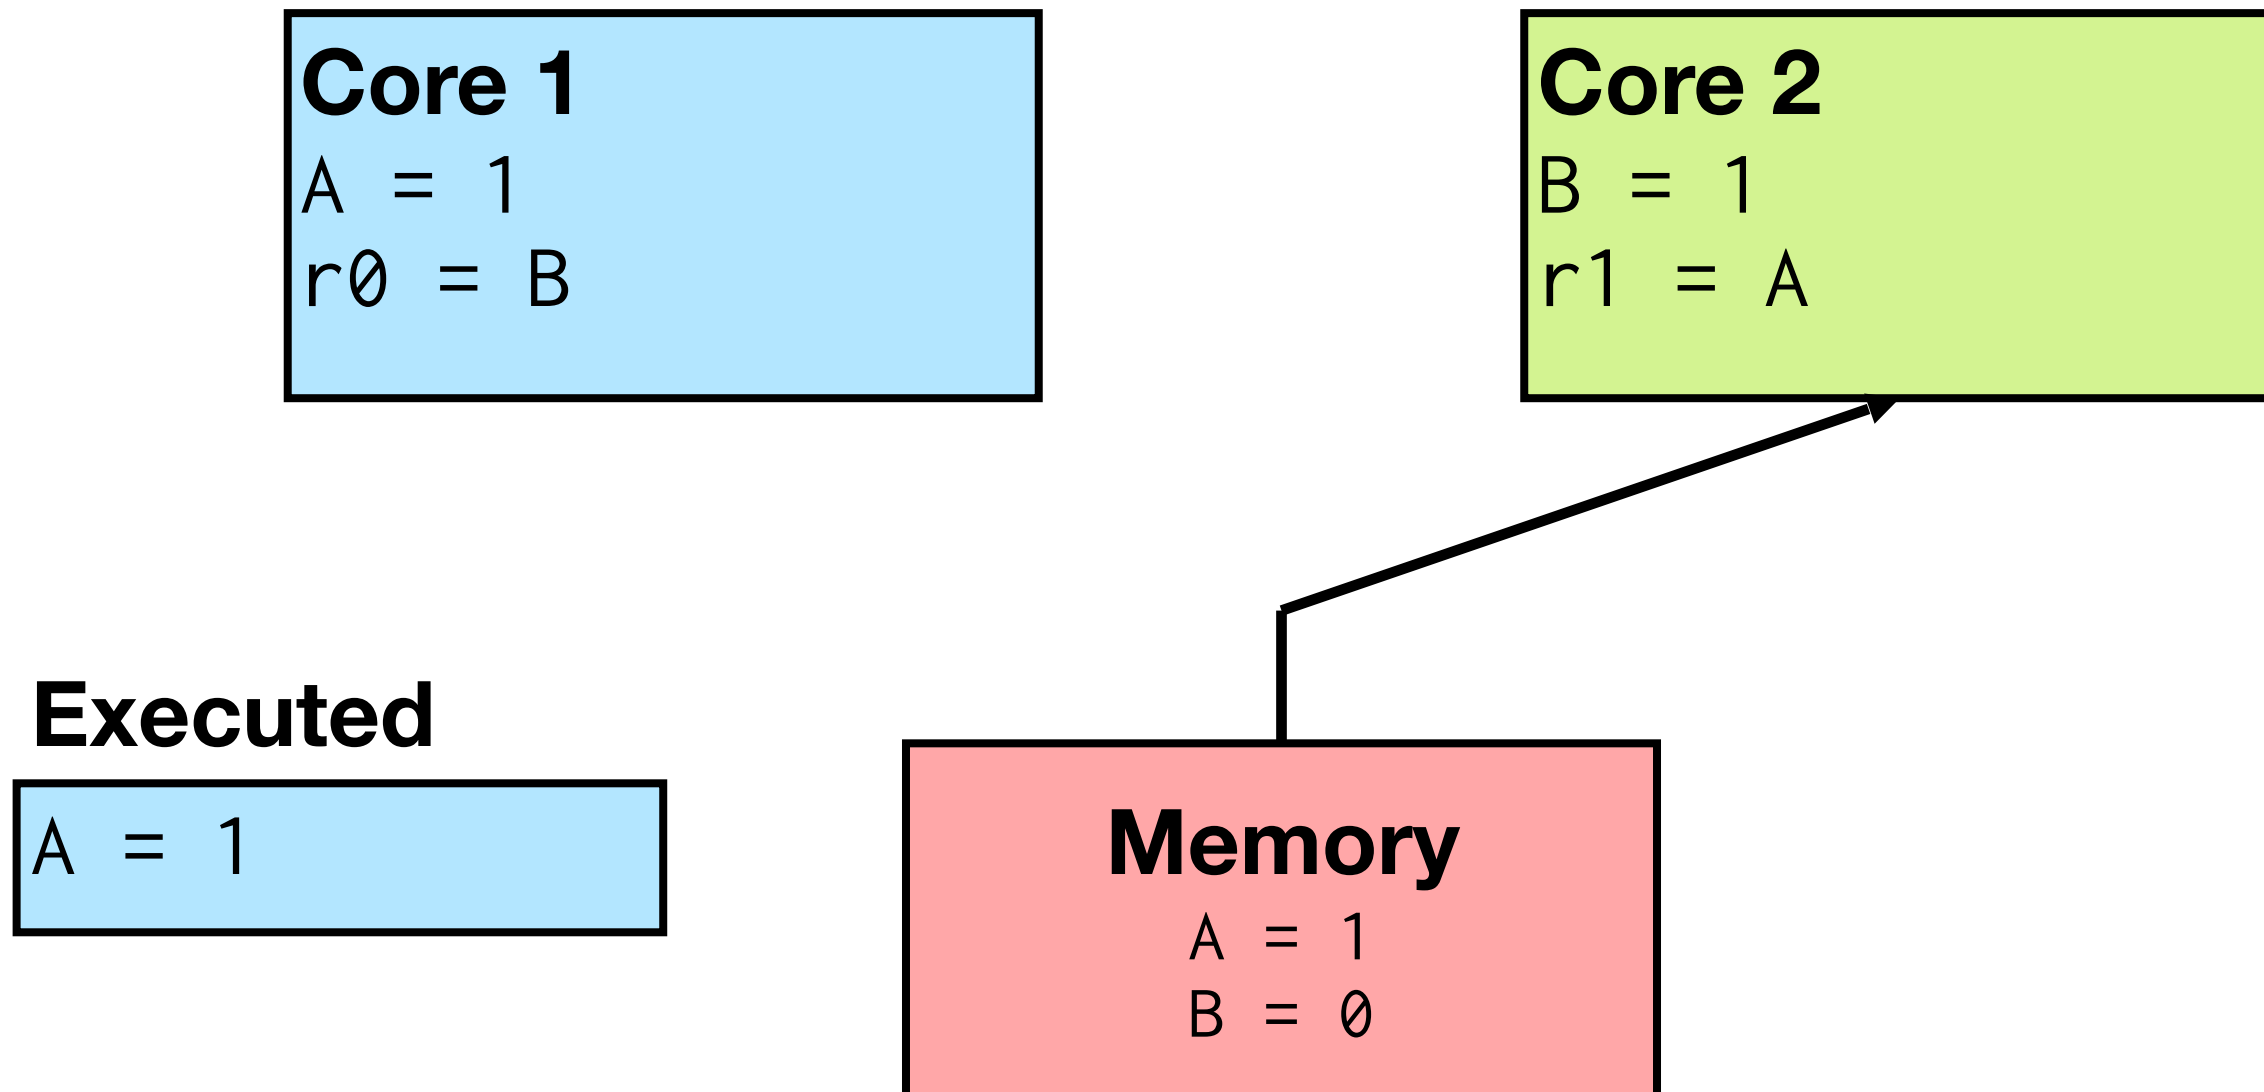 Core 1
A = 1
r0 = B
Core 2
B = 1
r1 = A
Executed
A = 1
Memory
A = 1
B = 0